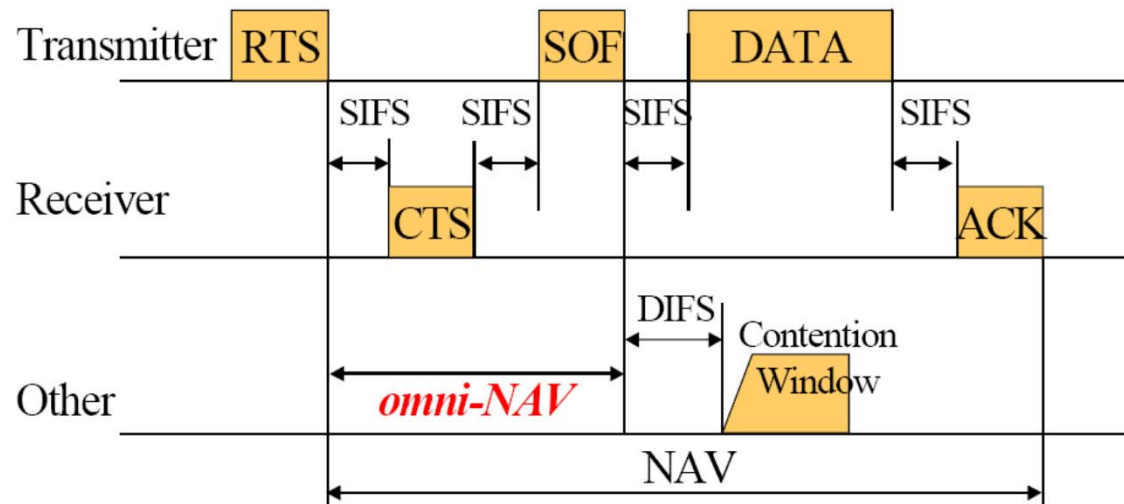 Transmitter RTS SOF DATA
SIFS SIFS SIFS SIFS
Receiver CTS ACK
DIFS
Contention
Other omni-NAV Window
NAV